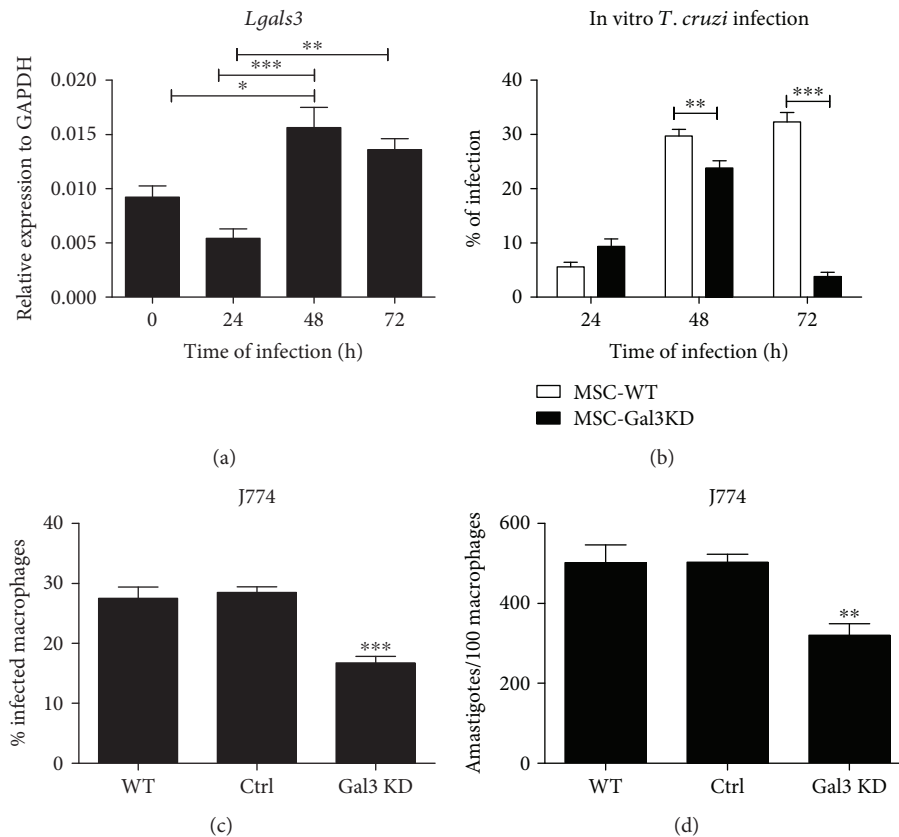 Lgals3
**
***
*
0.020
0.015
0.010
0.005
0.000
Relative expression to GAPDH
0 24 48 72
Time of infection (h)
(a)
In vitro T. cruzi infection
**
***
40
30
20
10
0
% of infection
24 48 72
Time of infection (h)
MSC-WT
MSC-Gal3KD
(b)
J774
40
30
20
10
0
% infected macrophages
***
WT Ctrl Gal3 KD
(c)
J774
600
400
200
0
Amastigotes/100 macrophages
**
WT Ctrl Gal3 KD
(d)